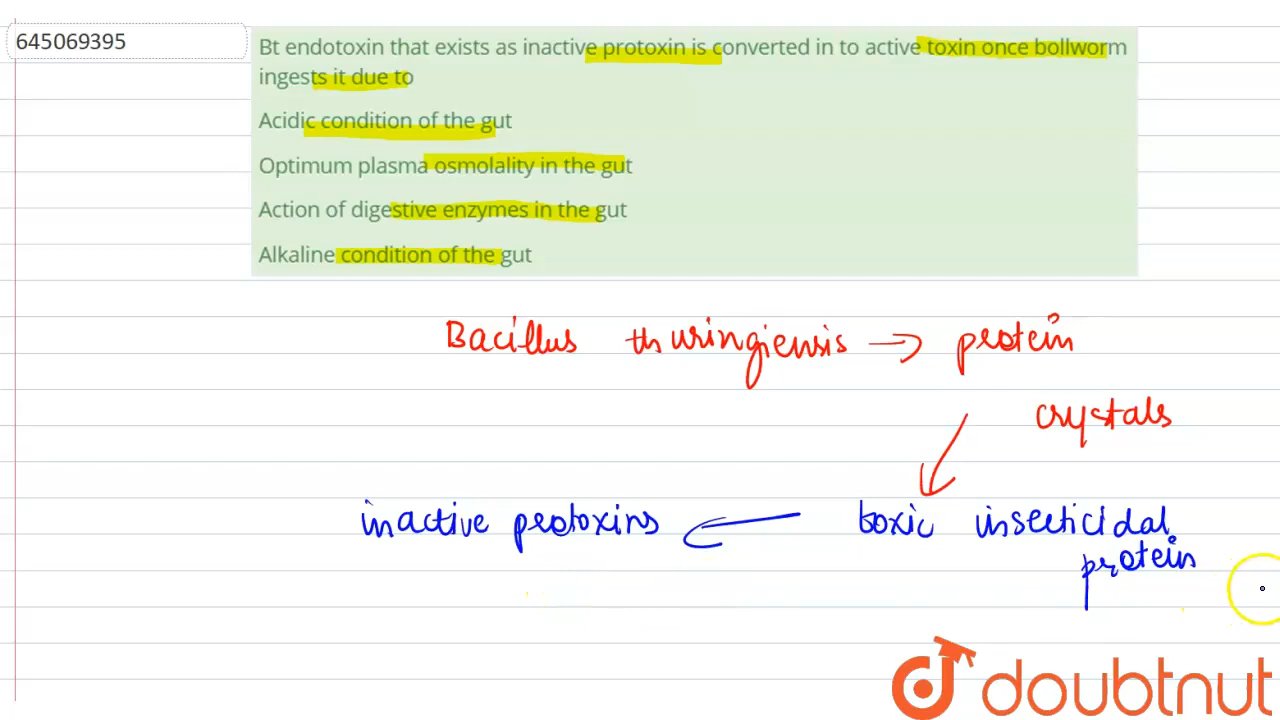 645069395
Bt endotoxin that exists as inactive protoxin is converted in to active toxin once bollworm
ingests it due to
Acidic condition of the gut
Optimum plasma osmolality in the gut
Action of digestive enzymes in the gut
Alkaline condition of the gut
Bacillus thuringiensis → protein
crystals
inactive protoxins toxic insecticidal
protein
doubtnut